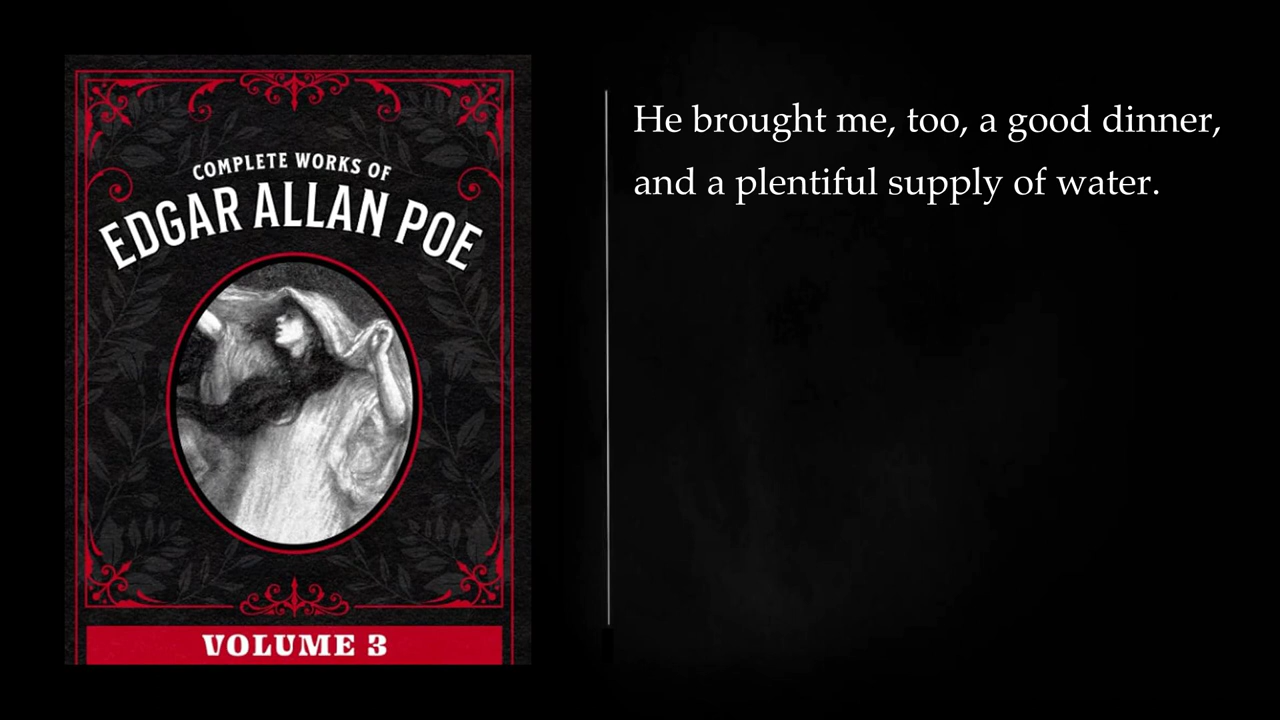 COMPLETE WORKS OF
EDGAR ALLAN POE
VOLUME 3
He brought me, too, a good dinner,
and a plentiful supply of water.